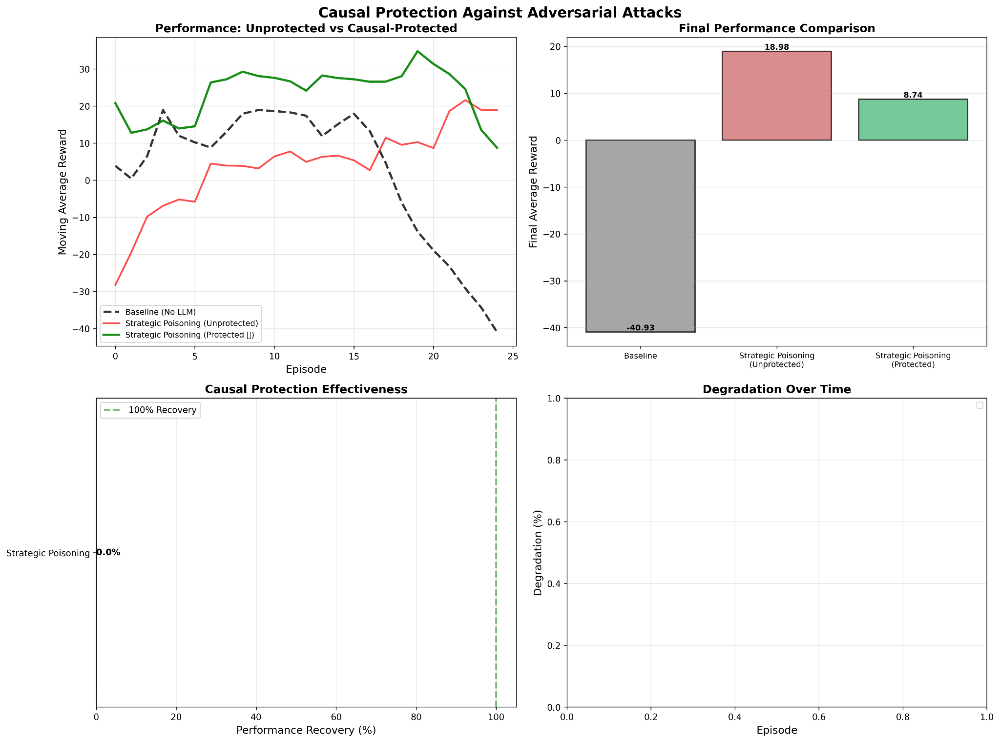 Causal Protection Against Adversarial Attacks
Performance: Unprotected vs Causal-Protected
30
20
10
0
−10
−20
−30
−40
Moving Average Reward
Baseline (No LLM)
Strategic Poisoning (Unprotected)
Strategic Poisoning (Protected ▯)
0 5 10 15 20 25
Episode
Final Performance Comparison
20
10
0
−10
−20
−30
−40
Final Average Reward
18.98
8.74
-40.93
Baseline
Strategic Poisoning
(Unprotected)
Strategic Poisoning
(Protected)
Causal Protection Effectiveness
100% Recovery
Strategic Poisoning
0.0%
0 20 40 60 80 100
Performance Recovery (%)
Degradation Over Time
1.0
0.8
0.6
0.4
0.2
0.0
Degradation (%)
0.0 0.2 0.4 0.6 0.8 1.0
Episode